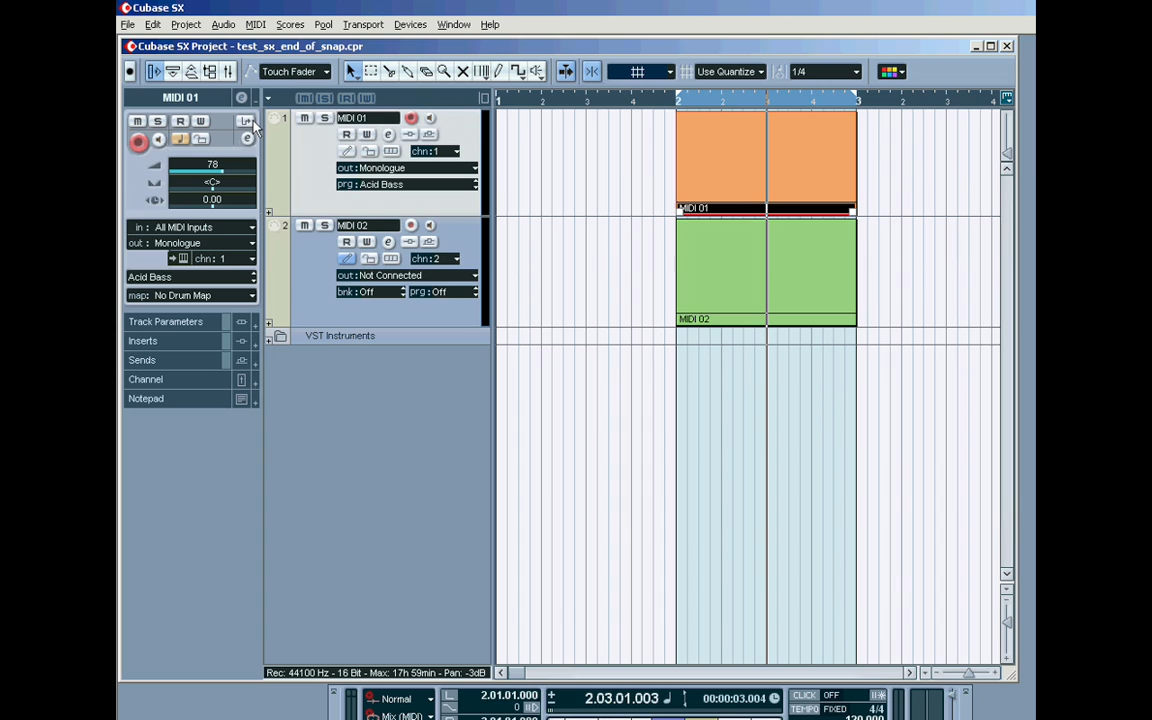 Cubase SX
File Edit Project Audio MIDI Scores Pool Transport Devices Window Help
Cubase SX Project - test_sx_end_of_snap.cpr
Touch Fader Use Quantize 1/4
MIDI 01
1 2 3 4 2 2 3 4 3 2 3 4
M S R W
1 M S MIDI 01
R W e
chn:1
out:Monologue
prg:Acid Bass
MIDI 01
78
<C>
0.00
in : All MIDI Inputs
out : Monologue
chn: 1
Acid Bass
map: No Drum Map
2 M S MIDI 02
R W e
chn:2
out:Not Connected
bnk:Off prg:Off
MIDI 02
Track Parameters
Inserts
Sends
Channel
Notepad
VST Instruments
Rec: 44100 Hz - 16 Bit - Max: 17h 59min - Pan: -3dB
Normal L 2.01.01.000 2.03.01.003 00:00:03.004 CLICK OFF
Mix (MIDI) TEMPO FIXED 4/4